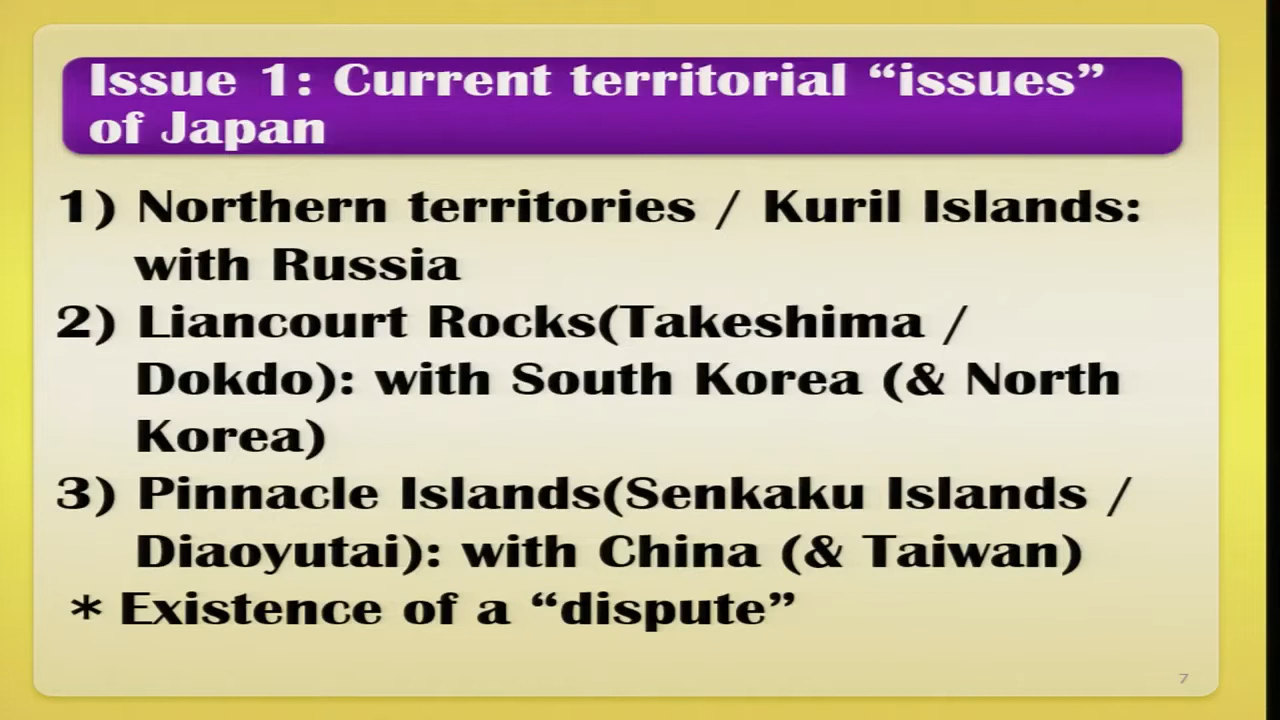 Issue 1: Current territorial “issues”
of Japan
1) Northern territories / Kuril Islands:
with Russia
2) Liancourt Rocks(Takeshima /
Dokdo): with South Korea (& North
Korea)
3) Pinnacle Islands(Senkaku Islands /
Diaoyutai): with China (& Taiwan)
* Existence of a “dispute”
7